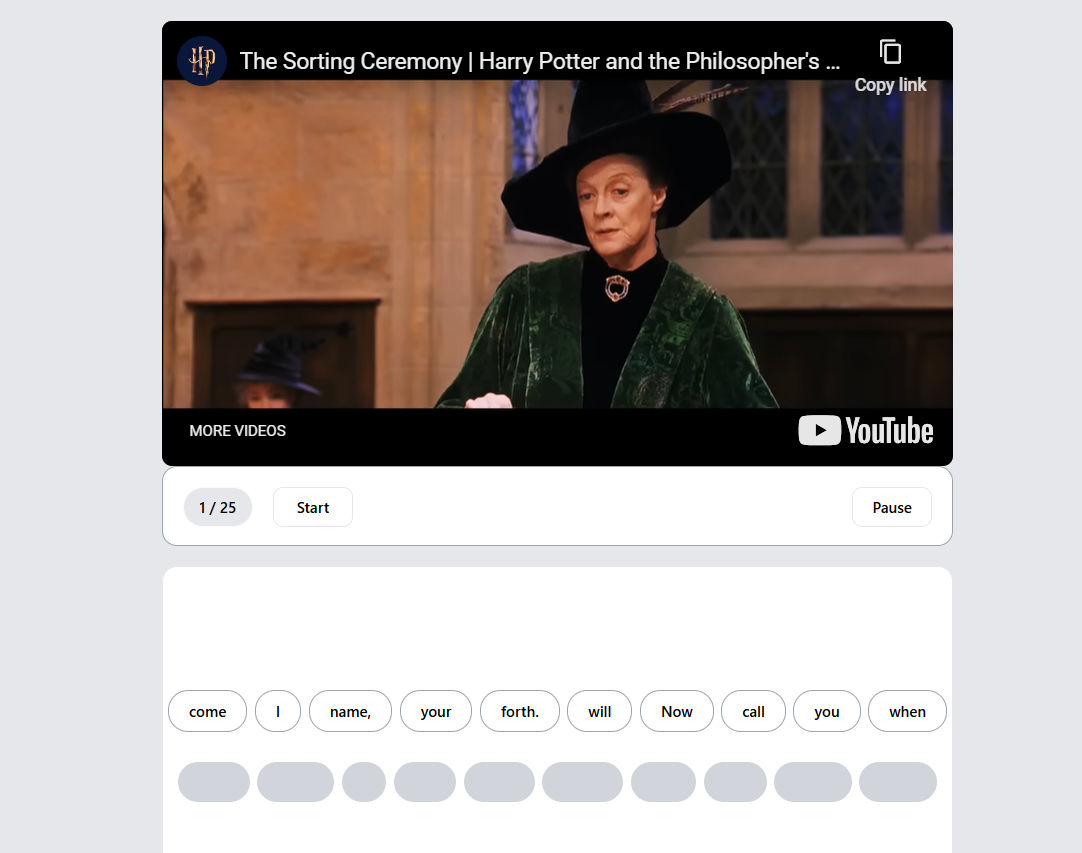 HP
The Sorting Ceremony | Harry Potter and the Philosopher's ...
Copy link
MORE VIDEOS
YouTube
1 / 25
Start
Pause
come I name, your forth. will Now call you when